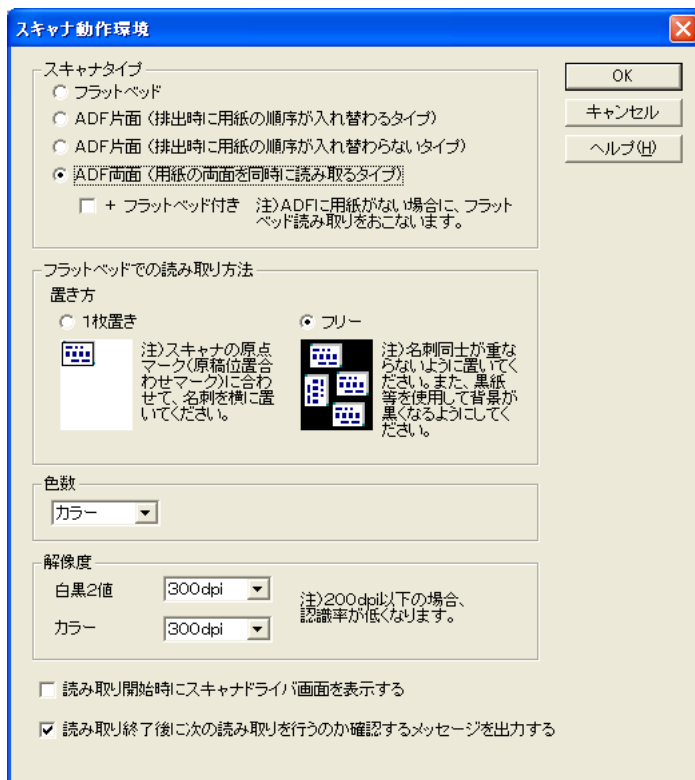 スキャナ動作環境
スキャナタイプ
フラットベッド
ADF片面（排出時に用紙の順序が入れ替わるタイプ）
ADF片面（排出時に用紙の順序が入れ替わらないタイプ）
ADF両面（用紙の両面を同時に読み取るタイプ）
+ フラットベッド付き 注)ADFに用紙がない場合に、フラット
ベッド読み取りをおこないます。
OK
キャンセル
ヘルプ(H)
フラットベッドでの読み取り方法
置き方
1枚置き
注)スキャナの原点
マーク(原稿位置合
わせマーク)に合わ
せて、名刺を横に置
いてください。
フリー
注)名刺同士が重な
らないように置いてく
ださい。また、黒紙
等を使用して背景が
黒くなるようにしてく
ださい。
色数
カラー
解像度
白黒2値 300dpi
カラー 300dpi
注)200dpi以下の場合、
認識率が低くなります。
読み取り開始時にスキャナドライバ画面を表示する
読み取り終了後に次の読み取りを行うのか確認するメッセージを出力する